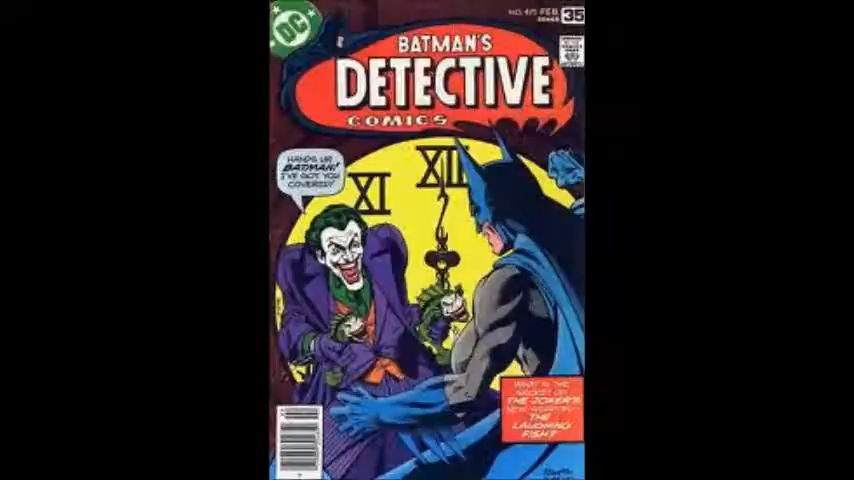 DC
NO. 475 FEB.
35
BATMAN'S
DETECTIVE
COMICS
HANDS UP,
BATMAN!
I'VE GOT YOU
COVERED!
XI
XII
WHAT IS THE
SECRET OF
THE JOKER'S
NEW
THE
LAUGHING
FISH?